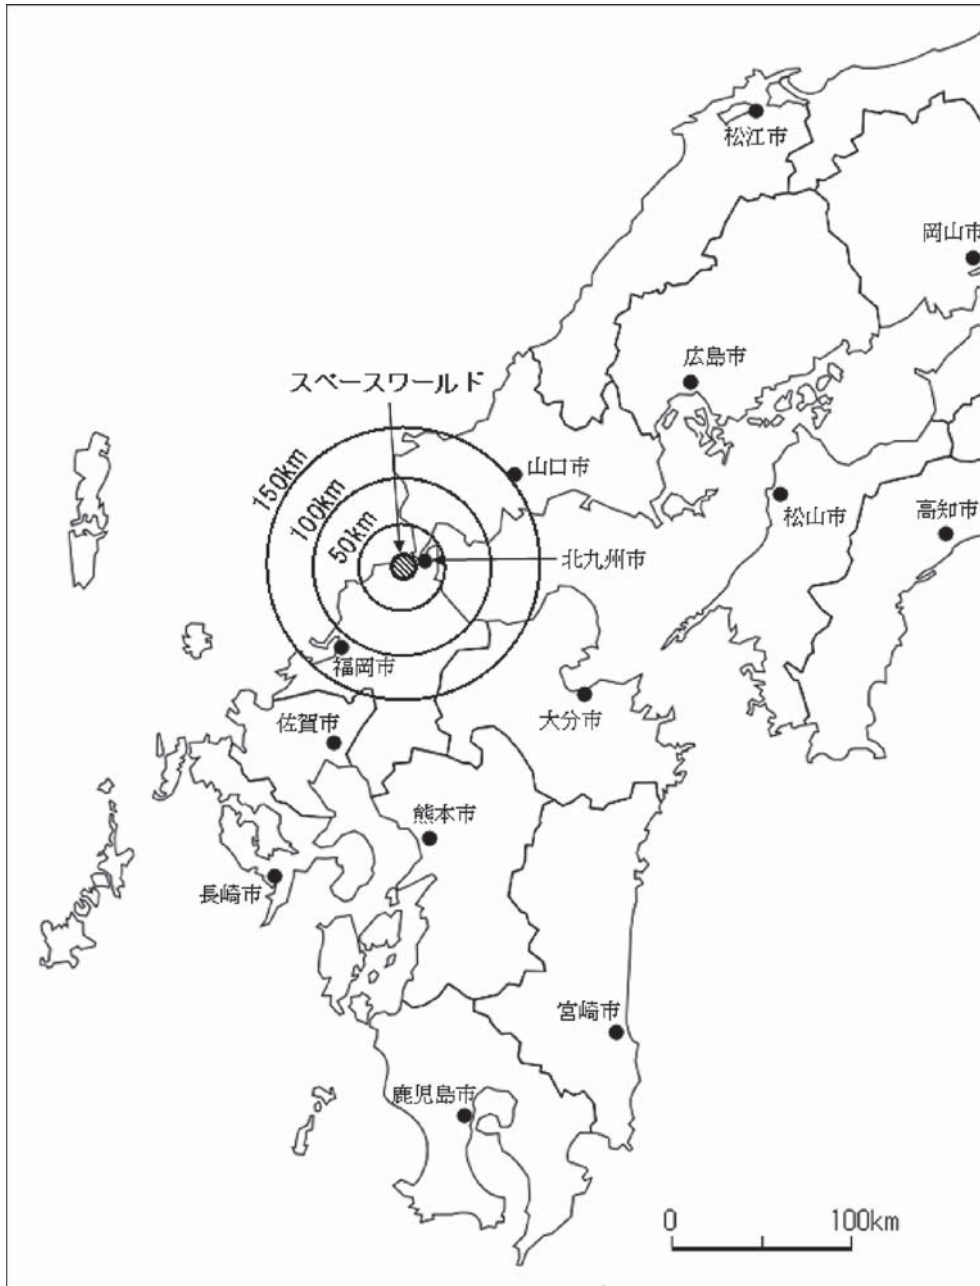 松江市
岡山市
広島市
スペースワールド
山口市
150km
100km
50km
松山市
高知市
北九州市
福岡市
佐賀市
大分市
熊本市
長崎市
宮崎市
鹿児島市
0 100km